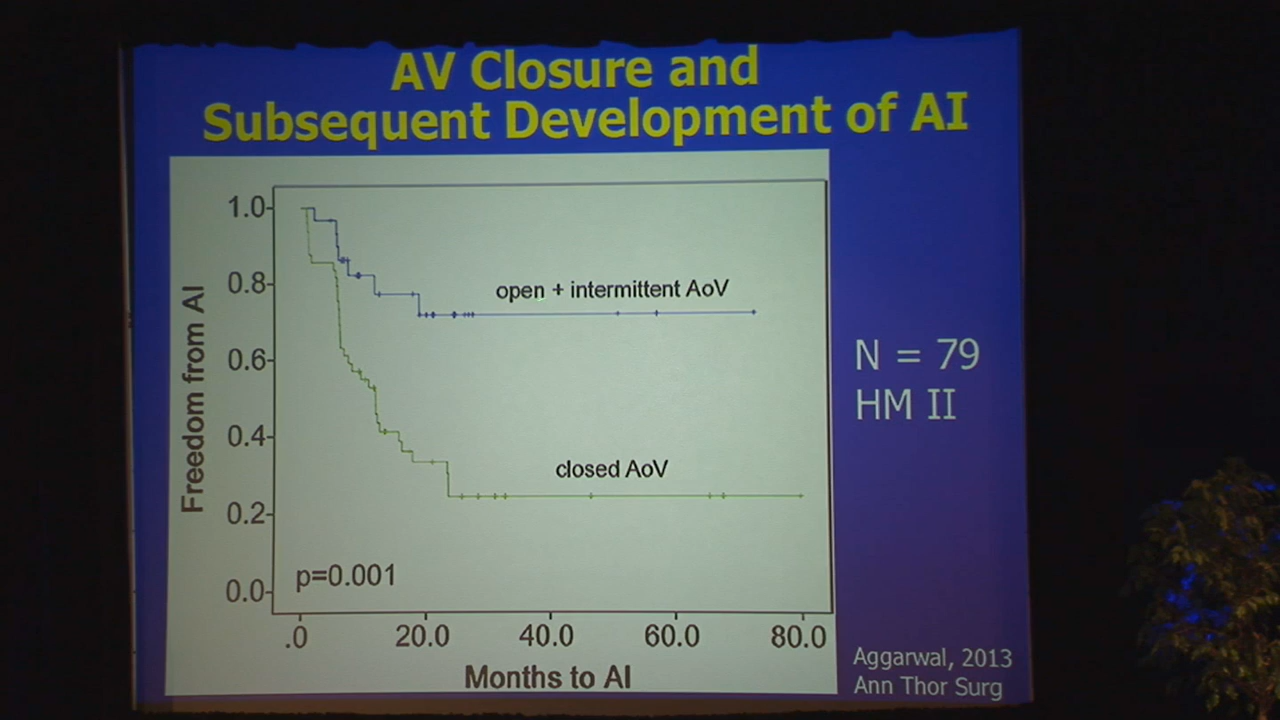 AV Closure and
Subsequent Development of AI
1.0
0.8
0.6
0.4
0.2
0.0
Freedom from AI
open + intermittent AoV
closed AoV
p=0.001
.0 20.0 40.0 60.0 80.0
Months to AI
N = 79
HM II
Aggarwal, 2013
Ann Thor Surg